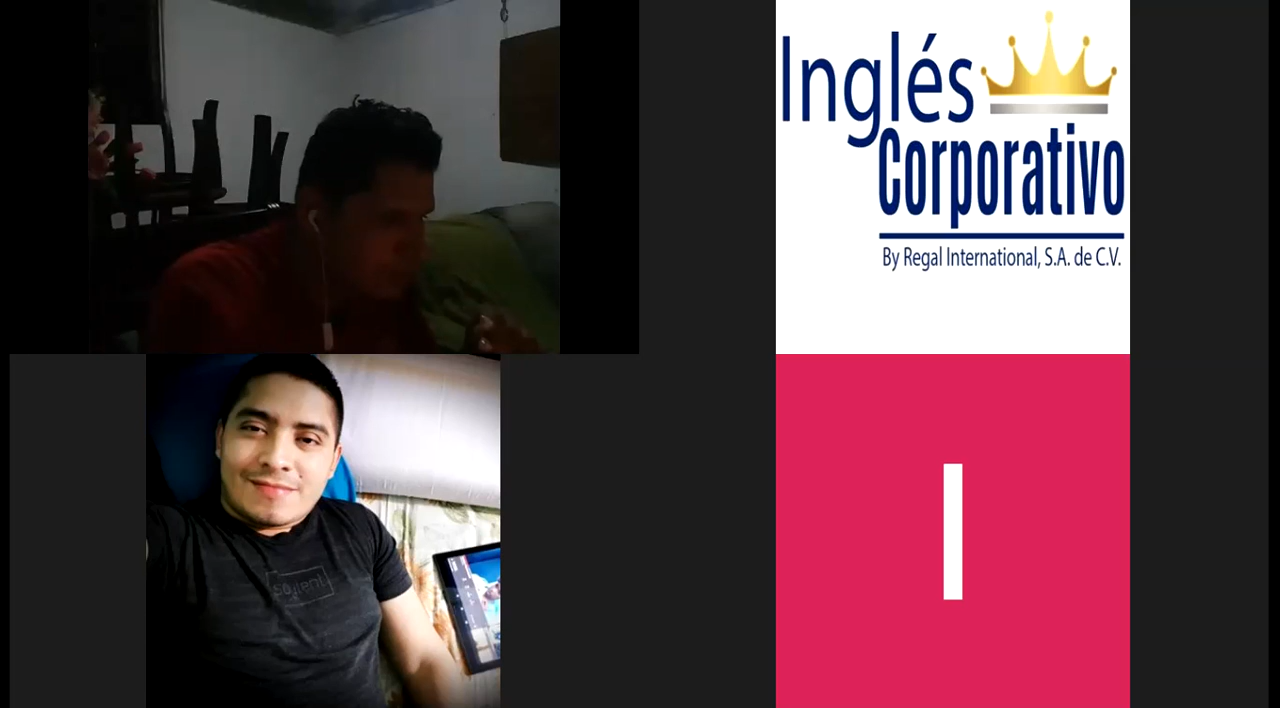 Inglés
Corporativo
By Regal International, S.A. de C.V.
I